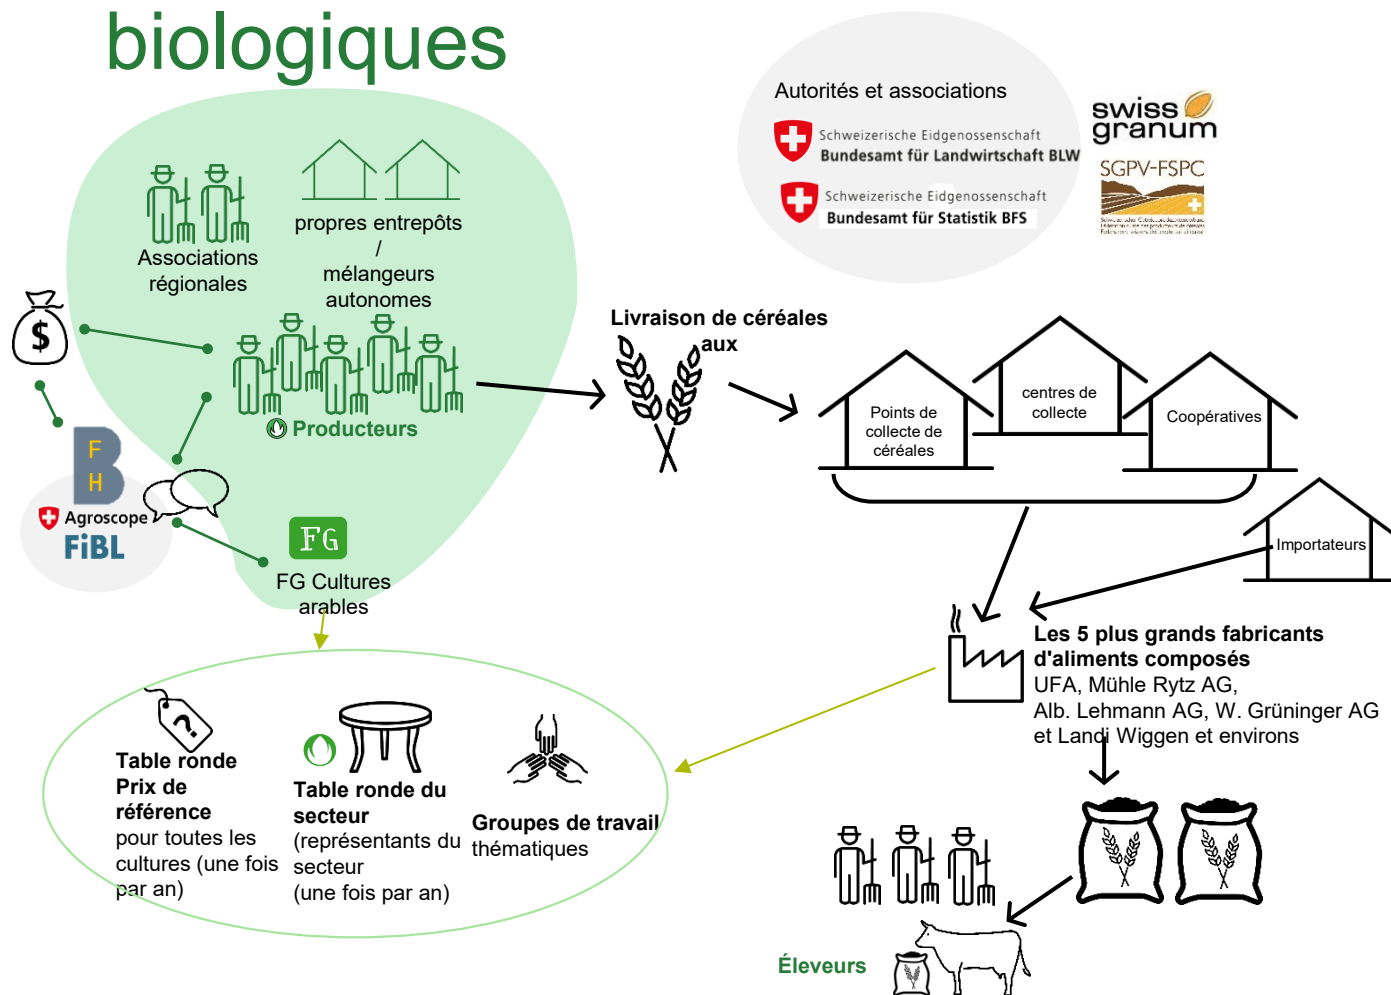 biologiques
Autorités et associations
Schweizerische Eidgenossenschaft
Bundesamt für Landwirtschaft BLW
Schweizerische Eidgenossenschaft
Bundesamt für Statistik BFS
swiss
granum
SGPV-FSPC
Associations
régionales
propres entrepôts
/
mélangeurs
autonomes
$
Producteurs
B
F
H
Agroscope
FiBL
FG
FG Cultures
arables
Livraison de céréales
aux
Points de
collecte de
céréales
centres de
collecte
Coopératives
Importateurs
Les 5 plus grands fabricants
d'aliments composés
UFA, Mühle Rytz AG,
Alb. Lehmann AG, W. Grüninger AG
et Landi Wiggen et environs
?
Table ronde
Prix de
référence
pour toutes les
cultures (une fois
par an)
Table ronde du
secteur
(représentants du
secteur
(une fois par an)
Groupes de travail
thématiques
Éleveurs